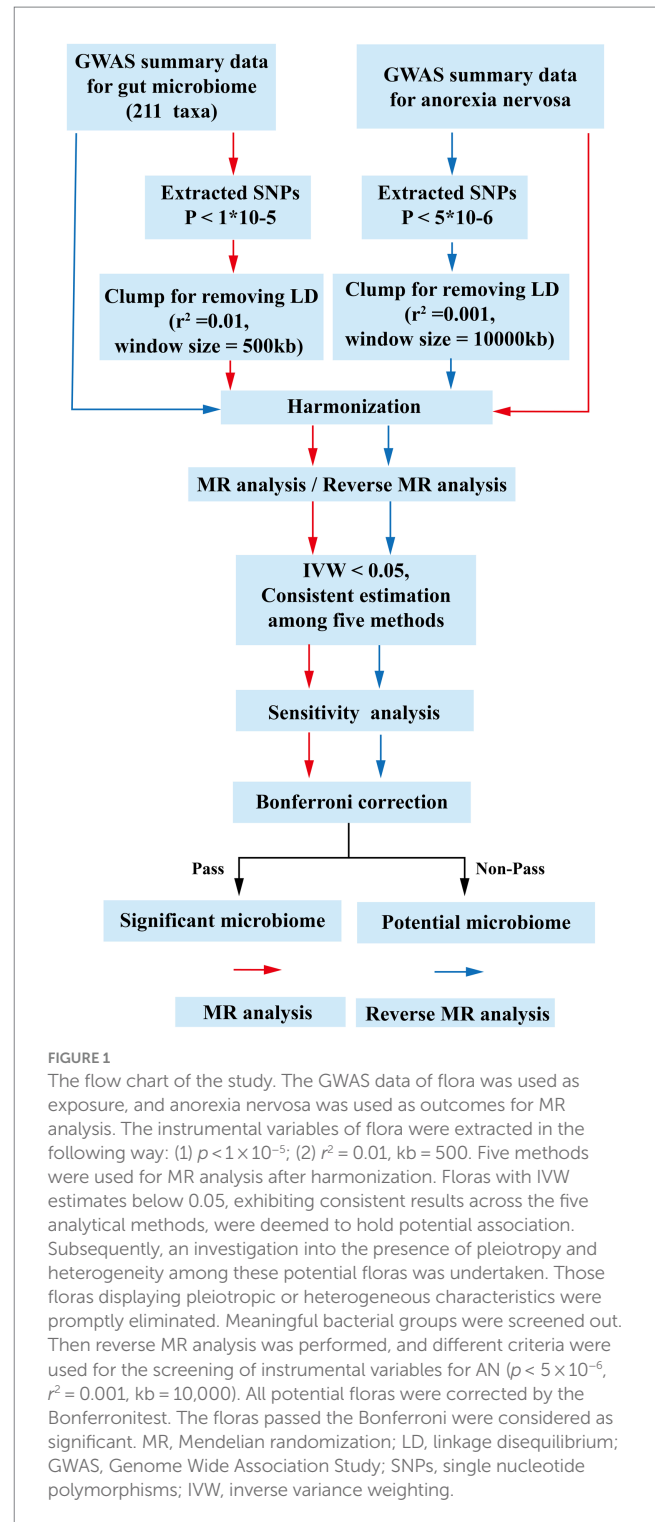 GWAS summary data
for gut microbiome
(211 taxa)
GWAS summary data
for anorexia nervosa
Extracted SNPs
P < 1*10-5
Extracted SNPs
P < 5*10-6
Clump for removing LD
(r² =0.01,
window size = 500kb)
Clump for removing LD
(r² =0.001,
window size = 10000kb)
Harmonization
MR analysis / Reverse MR analysis
IVW < 0.05,
Consistent estimation
among five methods
Sensitivity analysis
Bonferroni correction
Pass
Non-Pass
Significant microbiome
Potential microbiome
MR analysis
Reverse MR analysis
FIGURE 1
The flow chart of the study. The GWAS data of flora was used as
exposure, and anorexia nervosa was used as outcomes for MR
analysis. The instrumental variables of flora were extracted in the
following way: (1) p < 1 × 10⁻⁵; (2) r² = 0.01, kb = 500. Five methods
were used for MR analysis after harmonization. Floras with IVW
estimates below 0.05, exhibiting consistent results across the five
analytical methods, were deemed to hold potential association.
Subsequently, an investigation into the presence of pleiotropy and
heterogeneity among these potential floras was undertaken. Those
floras displaying pleiotropic or heterogeneous characteristics were
promptly eliminated. Meaningful bacterial groups were screened out.
Then reverse MR analysis was performed, and different criteria were
used for the screening of instrumental variables for AN (p < 5 × 10⁻⁶,
r² = 0.001, kb = 10,000). All potential floras were corrected by the
Bonferronitest. The floras passed the Bonferroni were considered as
significant. MR, Mendelian randomization; LD, linkage disequilibrium;
GWAS, Genome Wide Association Study; SNPs, single nucleotide
polymorphisms; IVW, inverse variance weighting.